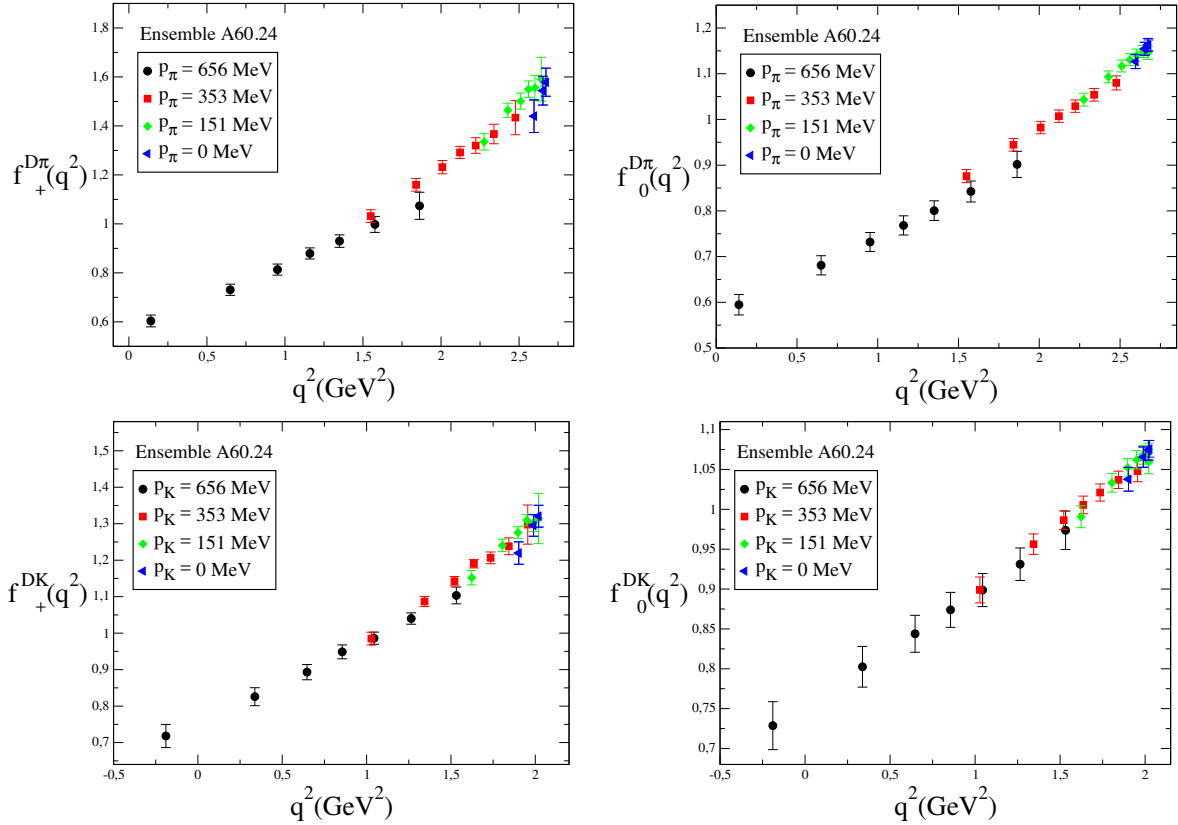 Ensemble A60.24
p_π = 656 MeV
p_π = 353 MeV
p_π = 151 MeV
p_π = 0 MeV
f_+^{Dπ}(q^2)
1,8
1,6
1,4
1,2
1
0,8
0,6
0 0,5 1 1,5 2 2,5
q^2(GeV^2)
Ensemble A60.24
p_π = 656 MeV
p_π = 353 MeV
p_π = 151 MeV
p_π = 0 MeV
f_0^{Dπ}(q^2)
1,2
1,1
1
0,9
0,8
0,7
0,6
0,5
0 0,5 1 1,5 2 2,5
q^2(GeV^2)
Ensemble A60.24
p_K = 656 MeV
p_K = 353 MeV
p_K = 151 MeV
p_K = 0 MeV
f_+^{DK}(q^2)
1,5
1,4
1,3
1,2
1,1
1
0,9
0,8
0,7
-0,5 0 0,5 1 1,5 2
q^2(GeV^2)
Ensemble A60.24
p_K = 656 MeV
p_K = 353 MeV
p_K = 151 MeV
p_K = 0 MeV
f_0^{DK}(q^2)
1,1
1,05
1
0,95
0,9
0,85
0,8
0,75
0,7
-0,5 0 0,5 1 1,5 2
q^2(GeV^2)